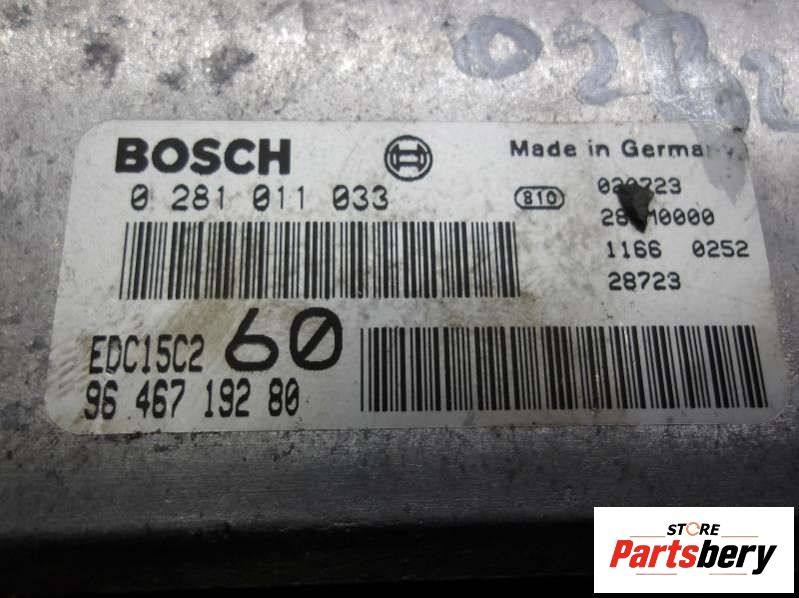 BOSCH
Made in Germany
0 281 011 033
810
1166 0252
28723
EDC15C2 60
96 467 192 80
STORE
Partsbery